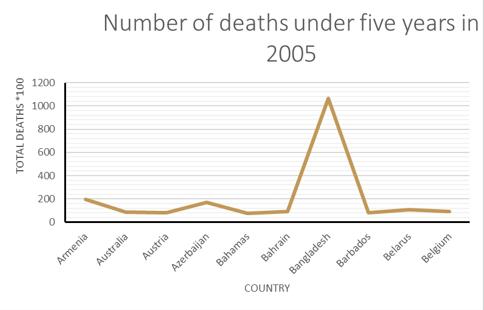 Number of deaths under five years in
2005
TOTAL DEATHS *100
1200
1000
800
600
400
200
0
Armenia
Australia
Austria
Azerbaijan
Bahamas
Bahrain
Bangladesh
Barbados
Belarus
Belgium
COUNTRY